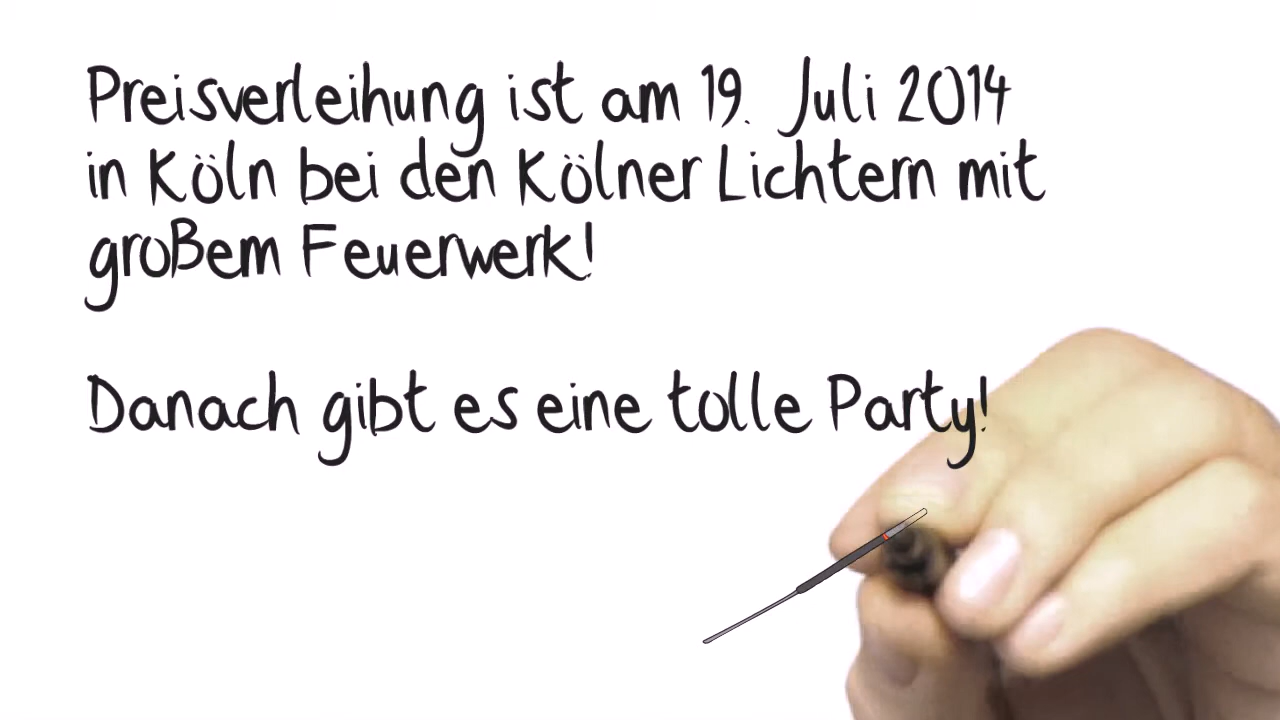 Preisverleihung ist am 19. Juli 2014
in Köln bei den Kölner Lichtern mit
großem Feuerwerk!
Danach gibt es eine tolle Party!